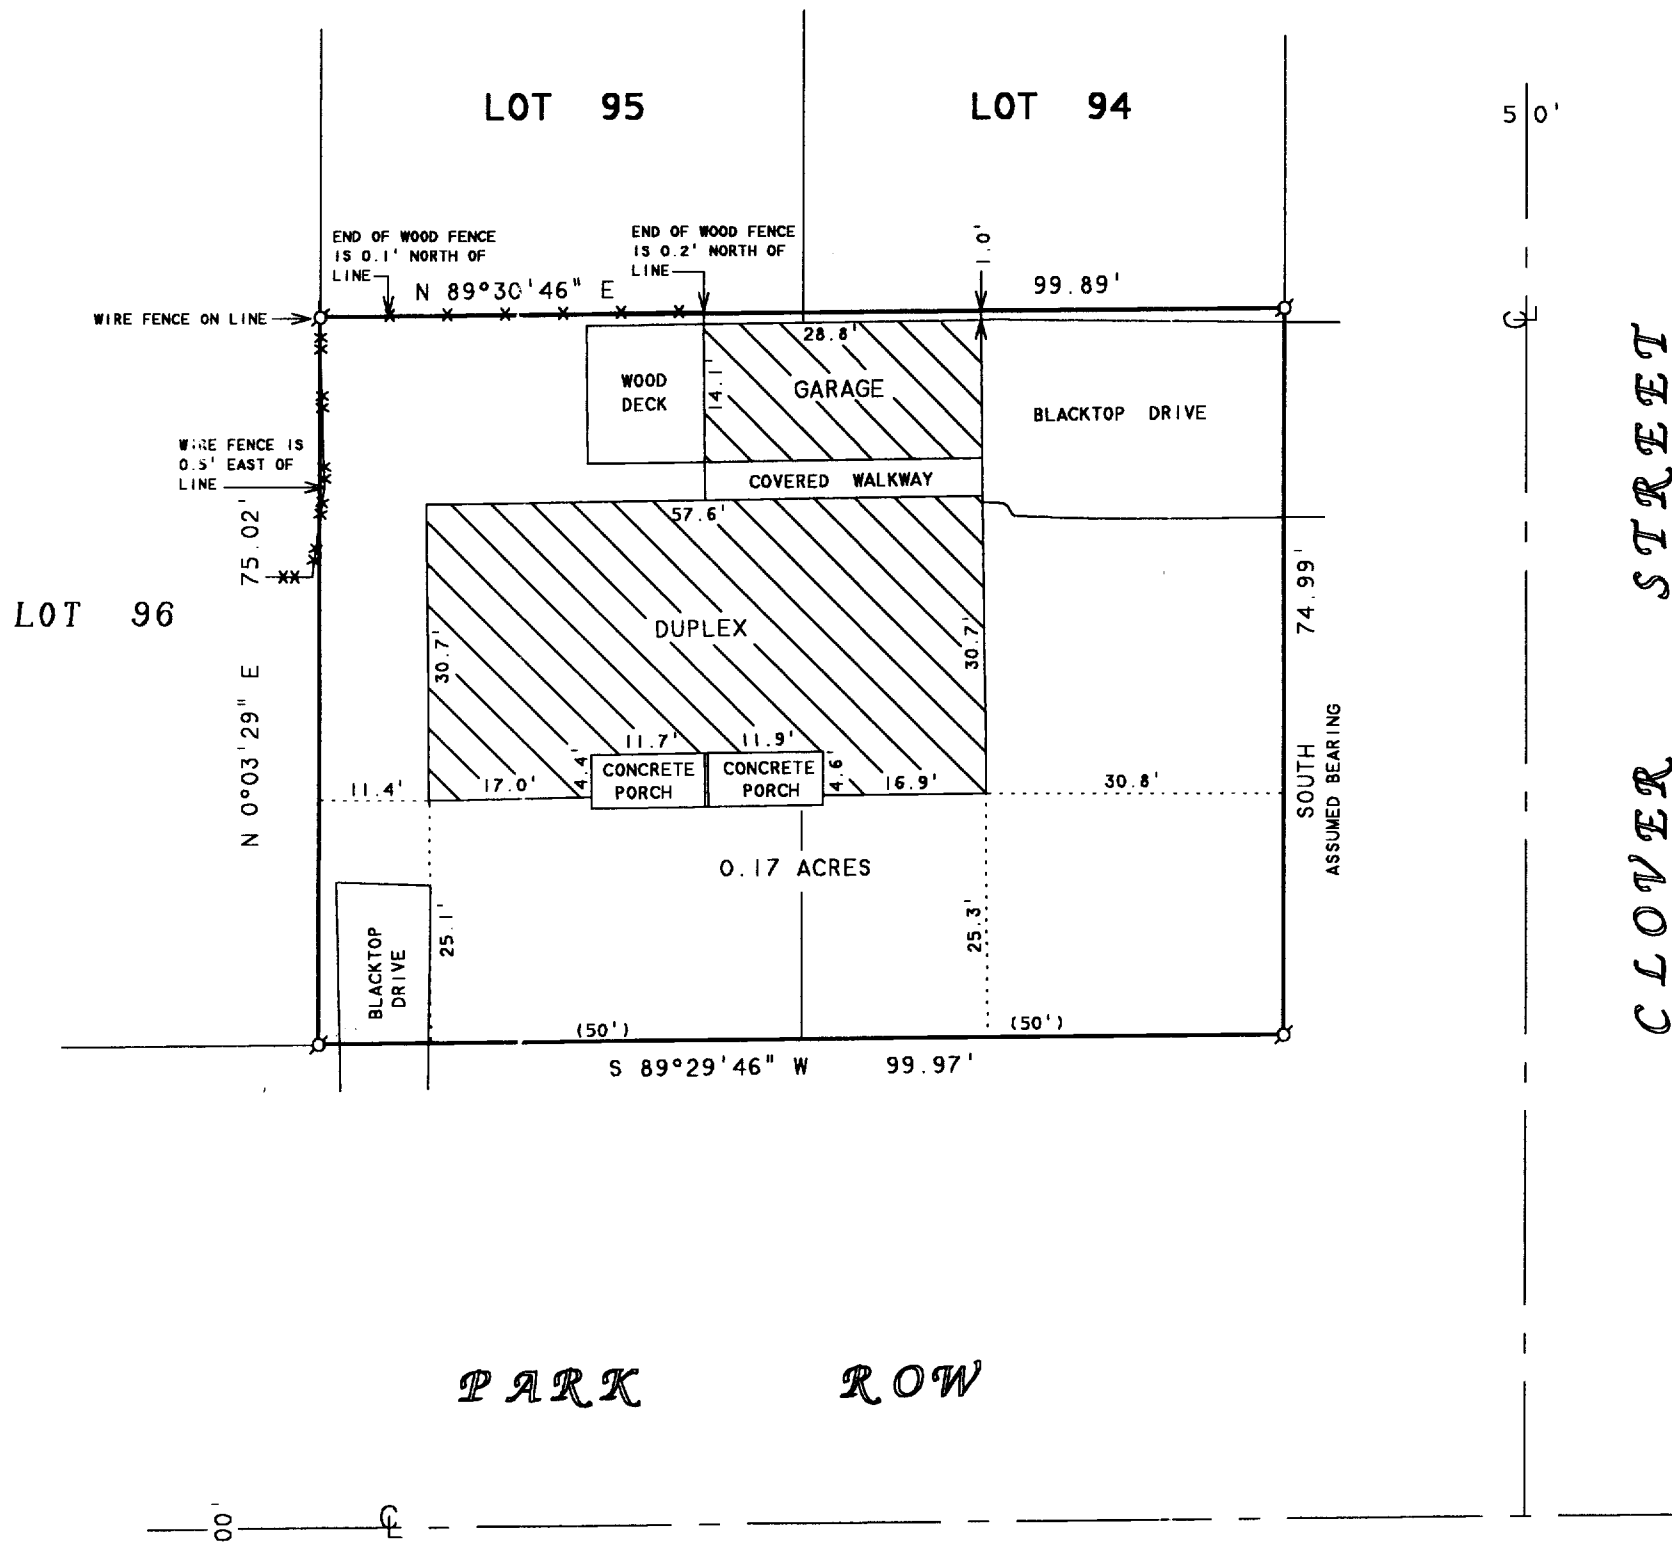 LOT 95
LOT 94
5 0'
END OF WOOD FENCE
IS 0.1' NORTH OF
LINE
END OF WOOD FENCE
IS 0.2' NORTH OF
LINE
1.0'
N 89°30'46" E
99.89'
WIRE FENCE ON LINE
CL
28.8'
WOOD
DECK
14.1'
GARAGE
BLACKTOP DRIVE
WIRE FENCE IS
0.5' EAST OF
LINE
COVERED WALKWAY
57.6'
N 0°03'29" E 75.02'
LOT 96
DUPLEX
30.7'
30.7'
SOUTH 74.99'
ASSUMED BEARING
CLOVER STREET
11.7'
11.9'
4.4'
CONCRETE
PORCH
CONCRETE
PORCH
4.6'
11.4'
17.0'
16.9'
30.8'
0.17 ACRES
25.1'
25.3'
BLACKTOP
DRIVE
(50')
(50')
S 89°29'46" W 99.97'
PARK ROW
CL